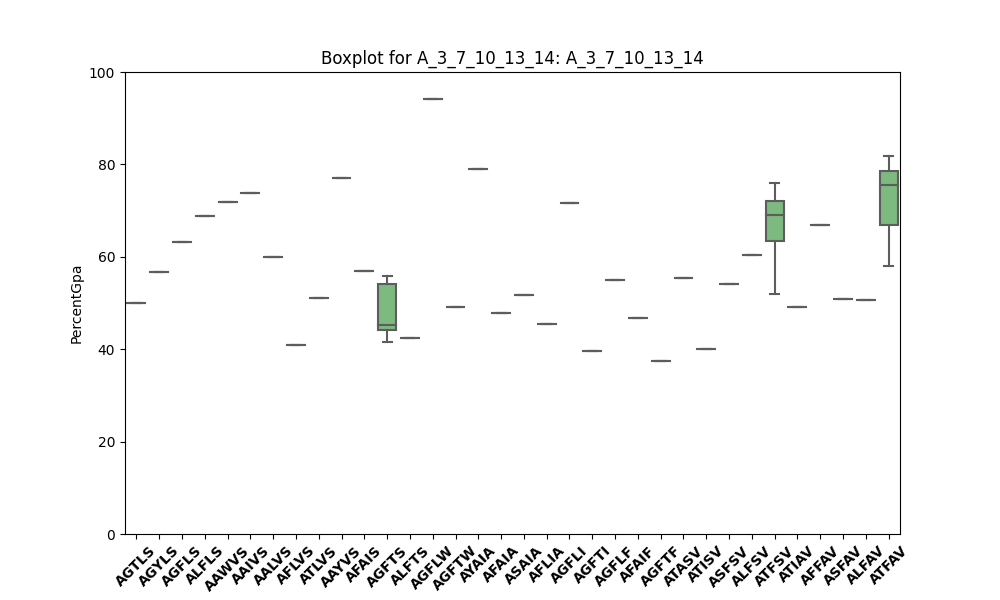 Boxplot for A_3_7_10_13_14: A_3_7_10_13_14
100
80
60
40
20
0
PercentGpa
AGTLS
AGYLS
AGFLS
ALFLS
AAWVS
AAIVS
AALVS
AFLVS
ATLVS
AAYVS
AFAIS
AGFTS
ALFTS
AGFLW
AGFTW
AYAIA
AFAIA
ASAIA
AFLIA
AGFLI
AGFTI
AGFLF
AFAIF
AGFTF
ATASV
ATISV
ASFSV
ALFSV
ATFSV
ATIAV
AFFAV
ASFAV
ALFAV
ATFAV